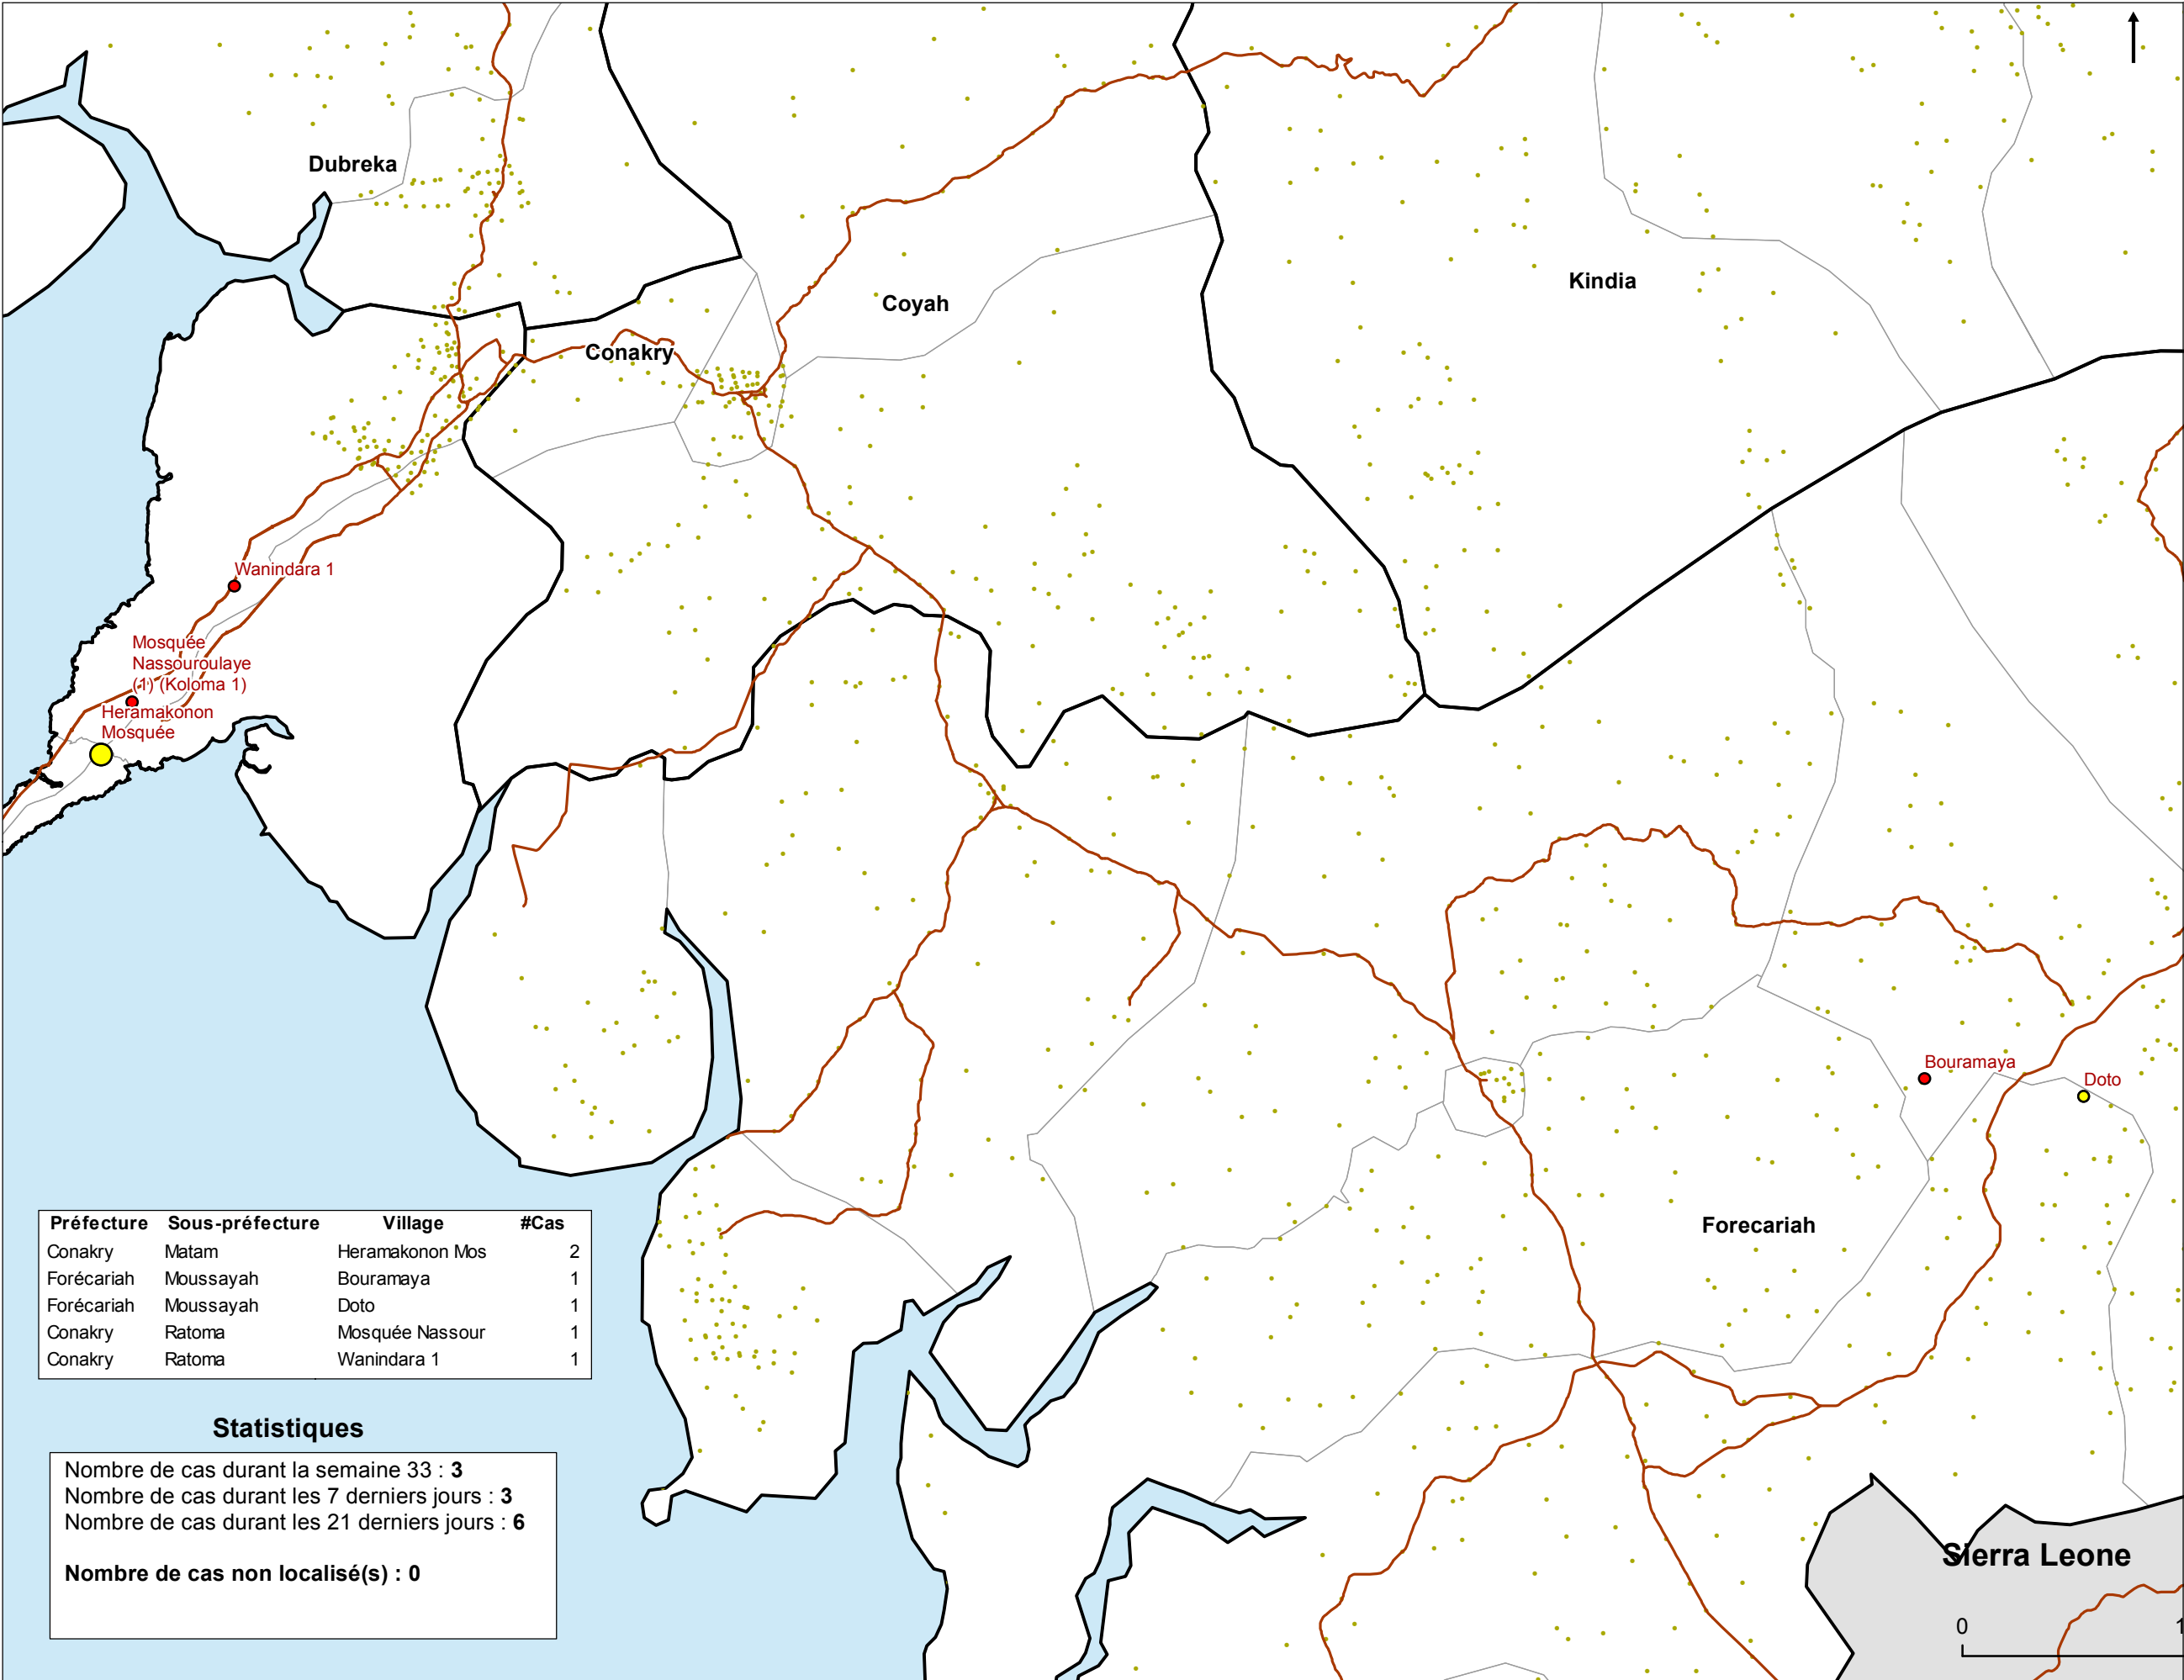 Dubreka
Kindia
Coyah
Conakry
Wanindara 1
Mosquée
Nassouroulaye
(1) (Koloma 1)
Heramakonon
Mosquée
Bouramaya
Doto
Forecariah
Préfecture Sous-préfecture Village #Cas
Conakry Matam Heramakonon Mos 2
Forécariah Moussayah Bouramaya 1
Forécariah Moussayah Doto 1
Conakry Ratoma Mosquée Nassour 1
Conakry Ratoma Wanindara 1 1
Statistiques
Nombre de cas durant la semaine 33 : 3
Nombre de cas durant les 7 derniers jours : 3
Nombre de cas durant les 21 derniers jours : 6
Nombre de cas non localisé(s) : 0
Sierra Leone
0 1